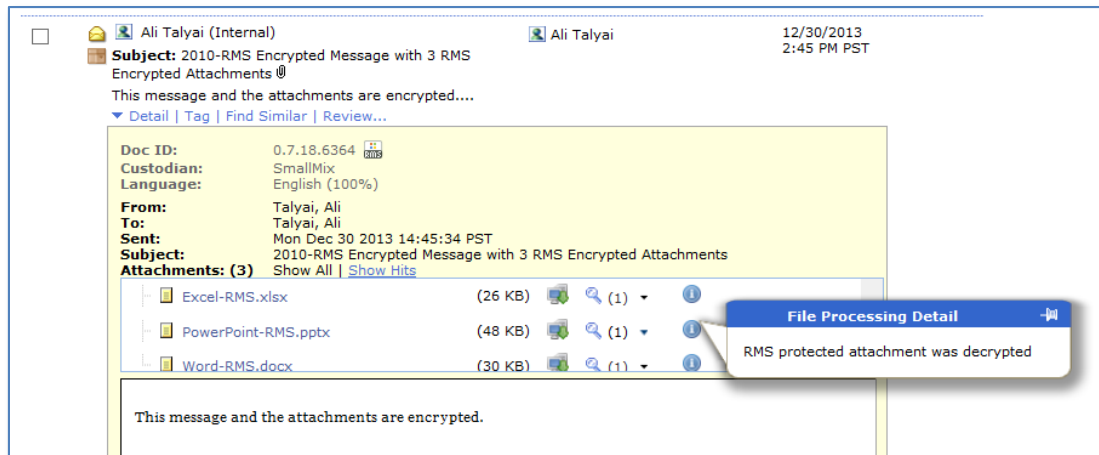 Ali Talyai (Internal) Ali Talyai 12/30/2013
2:45 PM PST
Subject: 2010-RMS Encrypted Message with 3 RMS
Encrypted Attachments
This message and the attachments are encrypted....
Detail | Tag | Find Similar | Review...
Doc ID: 0.7.18.6364
Custodian: SmallMix
Language: English (100%)
From: Talyai, Ali
To: Talyai, Ali
Sent: Mon Dec 30 2013 14:45:34 PST
Subject: 2010-RMS Encrypted Message with 3 RMS Encrypted Attachments
Attachments: (3) Show All | Show Hits
Excel-RMS.xlsx (26 KB) (1)
PowerPoint-RMS.pptx (48 KB) (1)
Word-RMS.docx (30 KB) (1)
File Processing Detail
RMS protected attachment was decrypted
This message and the attachments are encrypted.